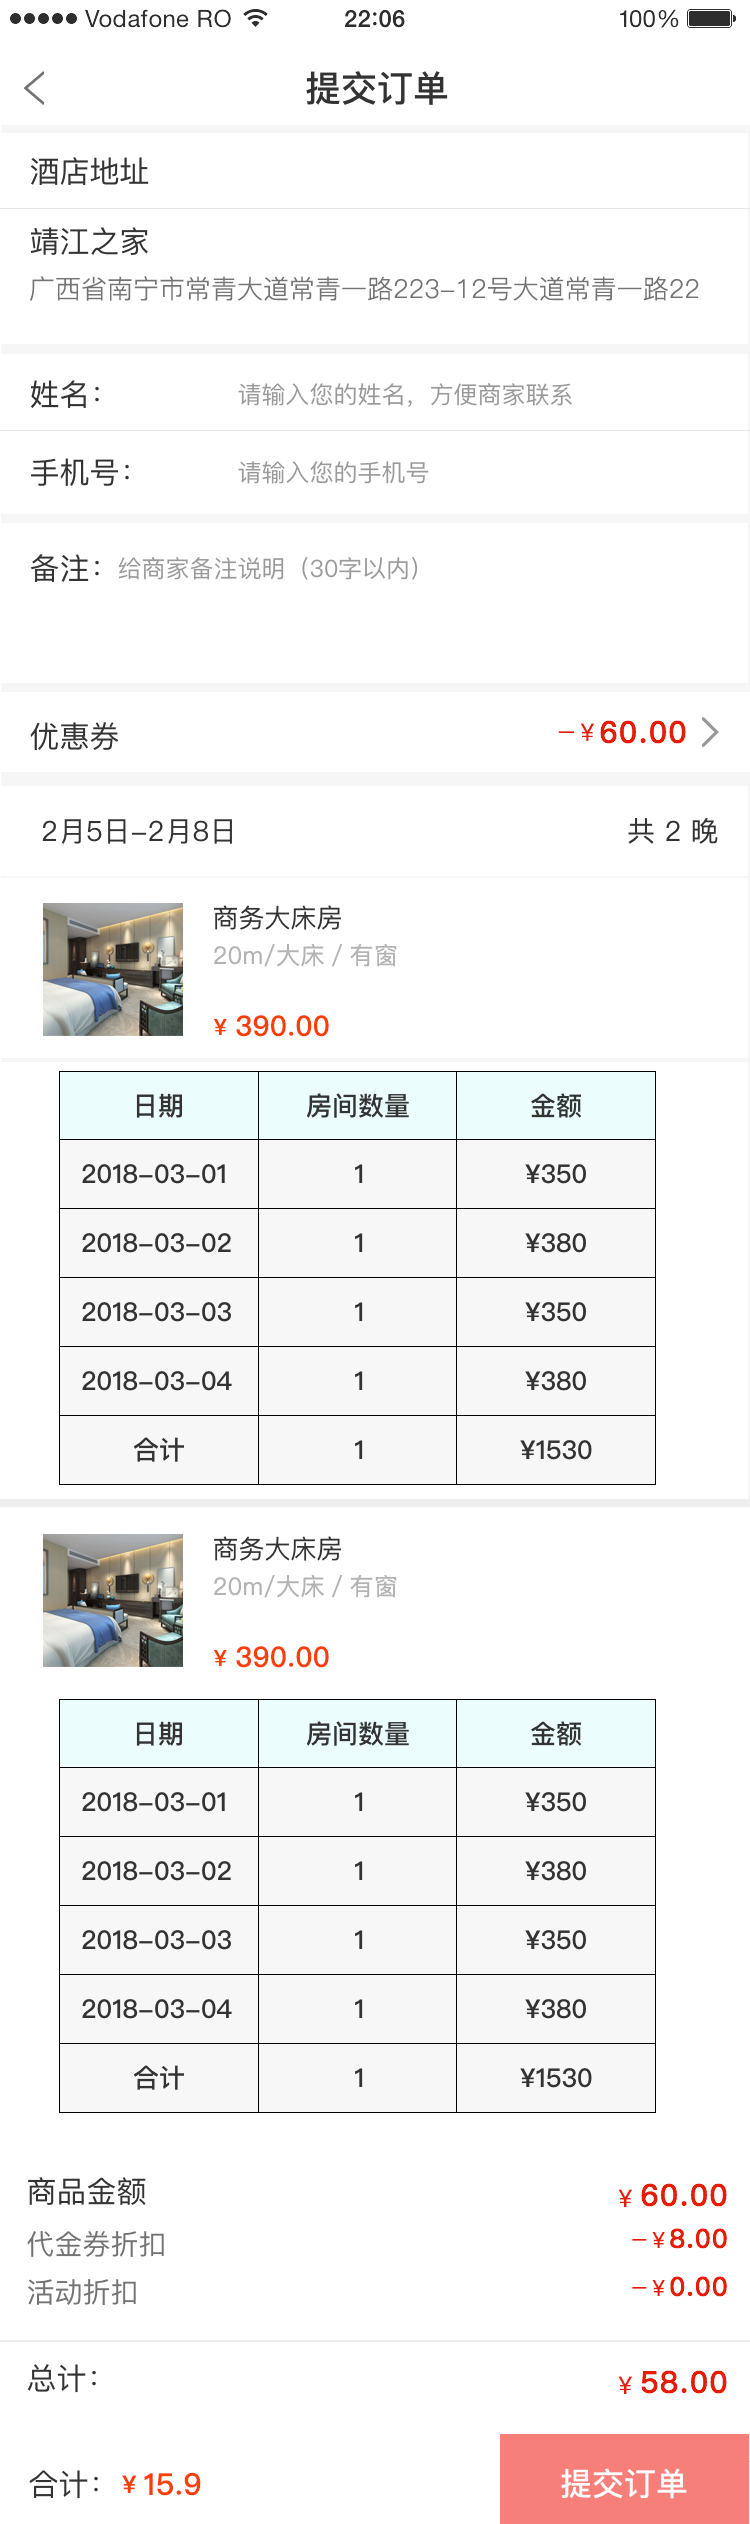 ●●●●● Vodafone RO 22:06 100%
提交订单
酒店地址
靖江之家
广西省南宁市常青大道常青一路223-12号大道常青一路22
姓名： 请输入您的姓名，方便商家联系
手机号： 请输入您的手机号
备注： 给商家备注说明（30字以内）
优惠券 -¥60.00
2月5日-2月8日 共 2 晚
商务大床房
20m/大床 / 有窗
¥ 390.00
日期 房间数量 金额
2018-03-01 1 ¥350
2018-03-02 1 ¥380
2018-03-03 1 ¥350
2018-03-04 1 ¥380
合计 1 ¥1530
商务大床房
20m/大床 / 有窗
¥ 390.00
日期 房间数量 金额
2018-03-01 1 ¥350
2018-03-02 1 ¥380
2018-03-03 1 ¥350
2018-03-04 1 ¥380
合计 1 ¥1530
商品金额 ¥ 60.00
代金券折扣 -¥8.00
活动折扣 -¥0.00
总计： ¥ 58.00
合计： ¥ 15.9 提交订单